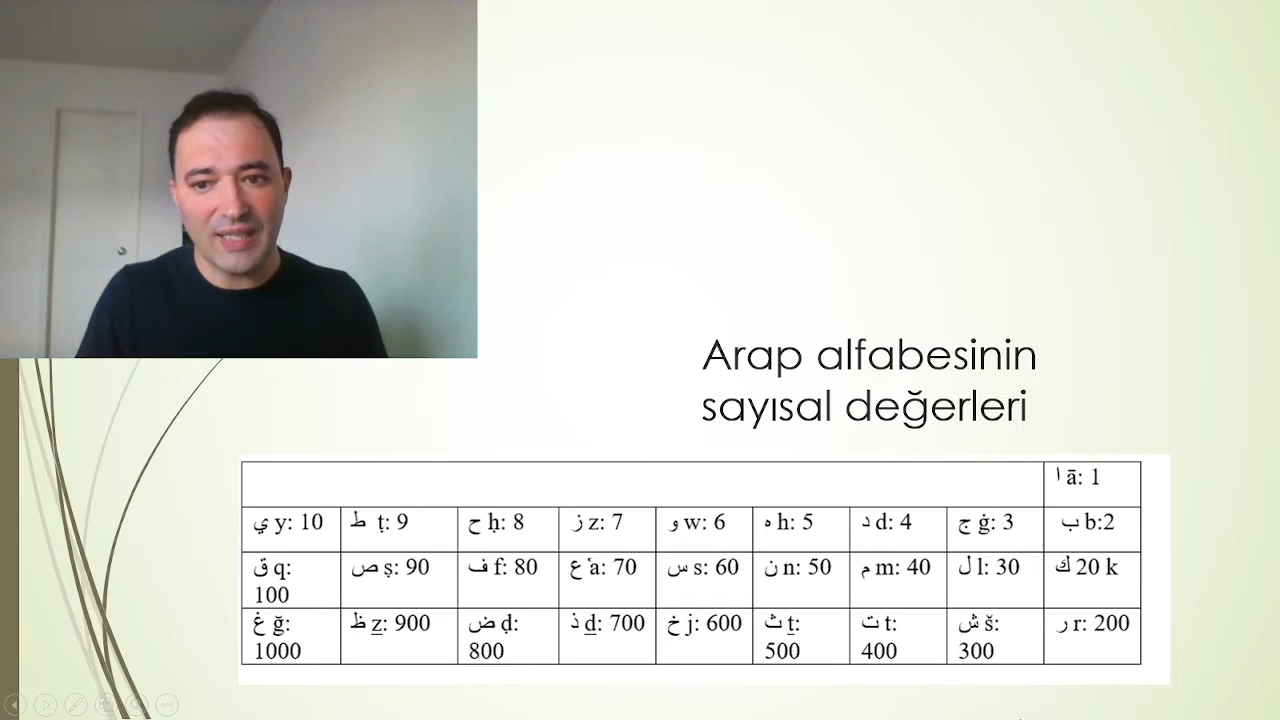 Arap alfabesinin
sayısal değerleri
ا ā: 1
ي y: 10 ط ṭ: 9 ح ḥ: 8 ز z: 7 و w: 6 ه h: 5 د d: 4 ج ġ: 3 ب b:2
ق q: 100 ص ṣ: 90 ف f: 80 ع ‘a: 70 س s: 60 ن n: 50 م m: 40 ل l: 30 ك 20 k
غ ğ: 1000 ظ ẕ: 900 ض ḍ: 800 ذ ḏ: 700 خ j: 600 ث ṯ: 500 ت t: 400 ش š: 300 ر r: 200